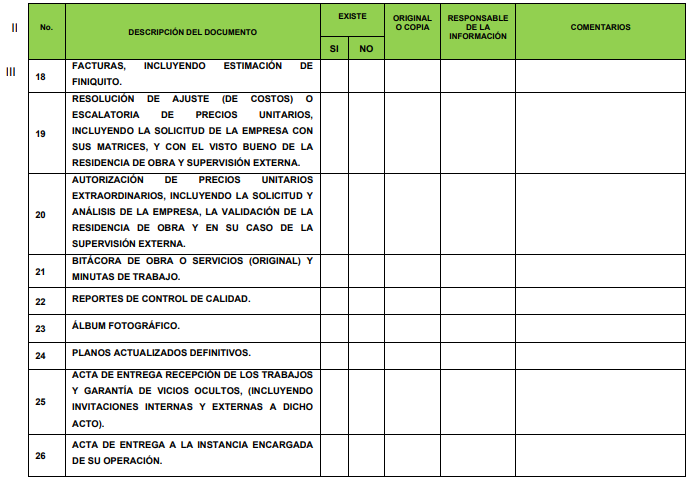 II
III
No.
DESCRIPCIÓN DEL DOCUMENTO
EXISTE
SI
NO
ORIGINAL
O COPIA
RESPONSABLE
DE LA
INFORMACIÓN
COMENTARIOS
18
FACTURAS, INCLUYENDO ESTIMACIÓN DE
FINIQUITO.
19
RESOLUCIÓN DE AJUSTE (DE COSTOS) O
ESCALATORIA DE PRECIOS UNITARIOS,
INCLUYENDO LA SOLICITUD DE LA EMPRESA CON
SUS MATRICES, Y CON EL VISTO BUENO DE LA
RESIDENCIA DE OBRA Y SUPERVISIÓN EXTERNA.
20
AUTORIZACIÓN DE PRECIOS UNITARIOS
EXTRAORDINARIOS, INCLUYENDO LA SOLICITUD Y
ANÁLISIS DE LA EMPRESA, LA VALIDACIÓN DE LA
RESIDENCIA DE OBRA Y EN SU CASO DE LA
SUPERVISIÓN EXTERNA.
21
BITÁCORA DE OBRA O SERVICIOS (ORIGINAL) Y
MINUTAS DE TRABAJO.
22
REPORTES DE CONTROL DE CALIDAD.
23
ÁLBUM FOTOGRÁFICO.
24
PLANOS ACTUALIZADOS DEFINITIVOS.
25
ACTA DE ENTREGA RECEPCIÓN DE LOS TRABAJOS
Y GARANTÍA DE VICIOS OCULTOS, (INCLUYENDO
INVITACIONES INTERNAS Y EXTERNAS A DICHO
ACTO).
26
ACTA DE ENTREGA A LA INSTANCIA ENCARGADA
DE SU OPERACIÓN.